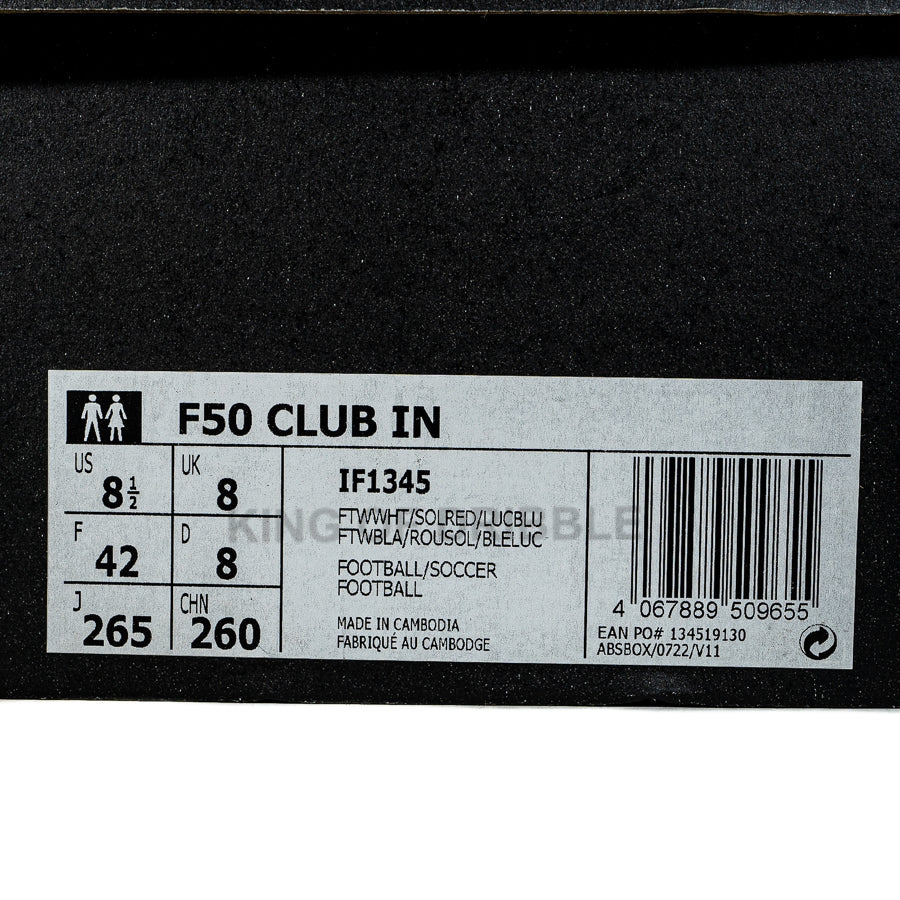 F50 CLUB IN
US 8½
UK 8
F 42
D 8
J 265
CHN 260
IF1345
FTWWHT/SOLRED/LUCBLU
FTWBLA/ROUSOL/BLELUC
FOOTBALL/SOCCER
FOOTBALL
MADE IN CAMBODIA
FABRIQUÉ AU CAMBODGE
4 067889 509655
EAN PO# 134519130
ABSBOX/0722/V11
KING